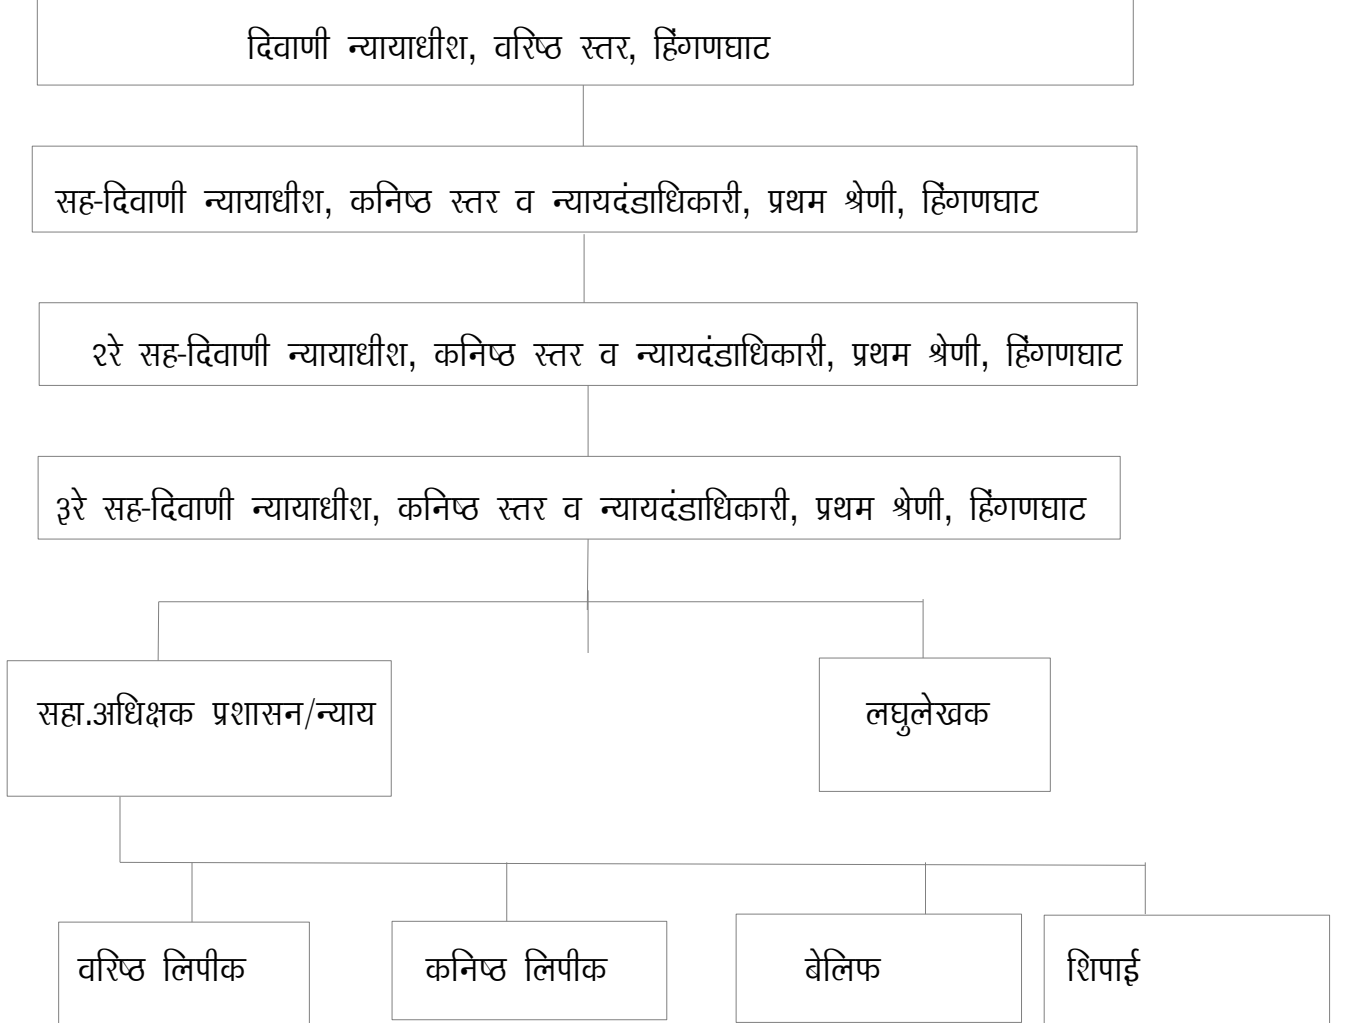 दिवाणी न्यायाधीश, वरिष्ठ स्तर, हिंगणघाट
सह-दिवाणी न्यायाधीश, कनिष्ठ स्तर व न्यायदंडाधिकारी, प्रथम श्रेणी, हिंगणघाट
२रे सह-दिवाणी न्यायाधीश, कनिष्ठ स्तर व न्यायदंडाधिकारी, प्रथम श्रेणी, हिंगणघाट
३रे सह-दिवाणी न्यायाधीश, कनिष्ठ स्तर व न्यायदंडाधिकारी, प्रथम श्रेणी, हिंगणघाट
सहा.अधिक्षक प्रशासन/न्याय
लघुलेखक
वरिष्ठ लिपीक
कनिष्ठ लिपीक
बेलिफ
शिपाई